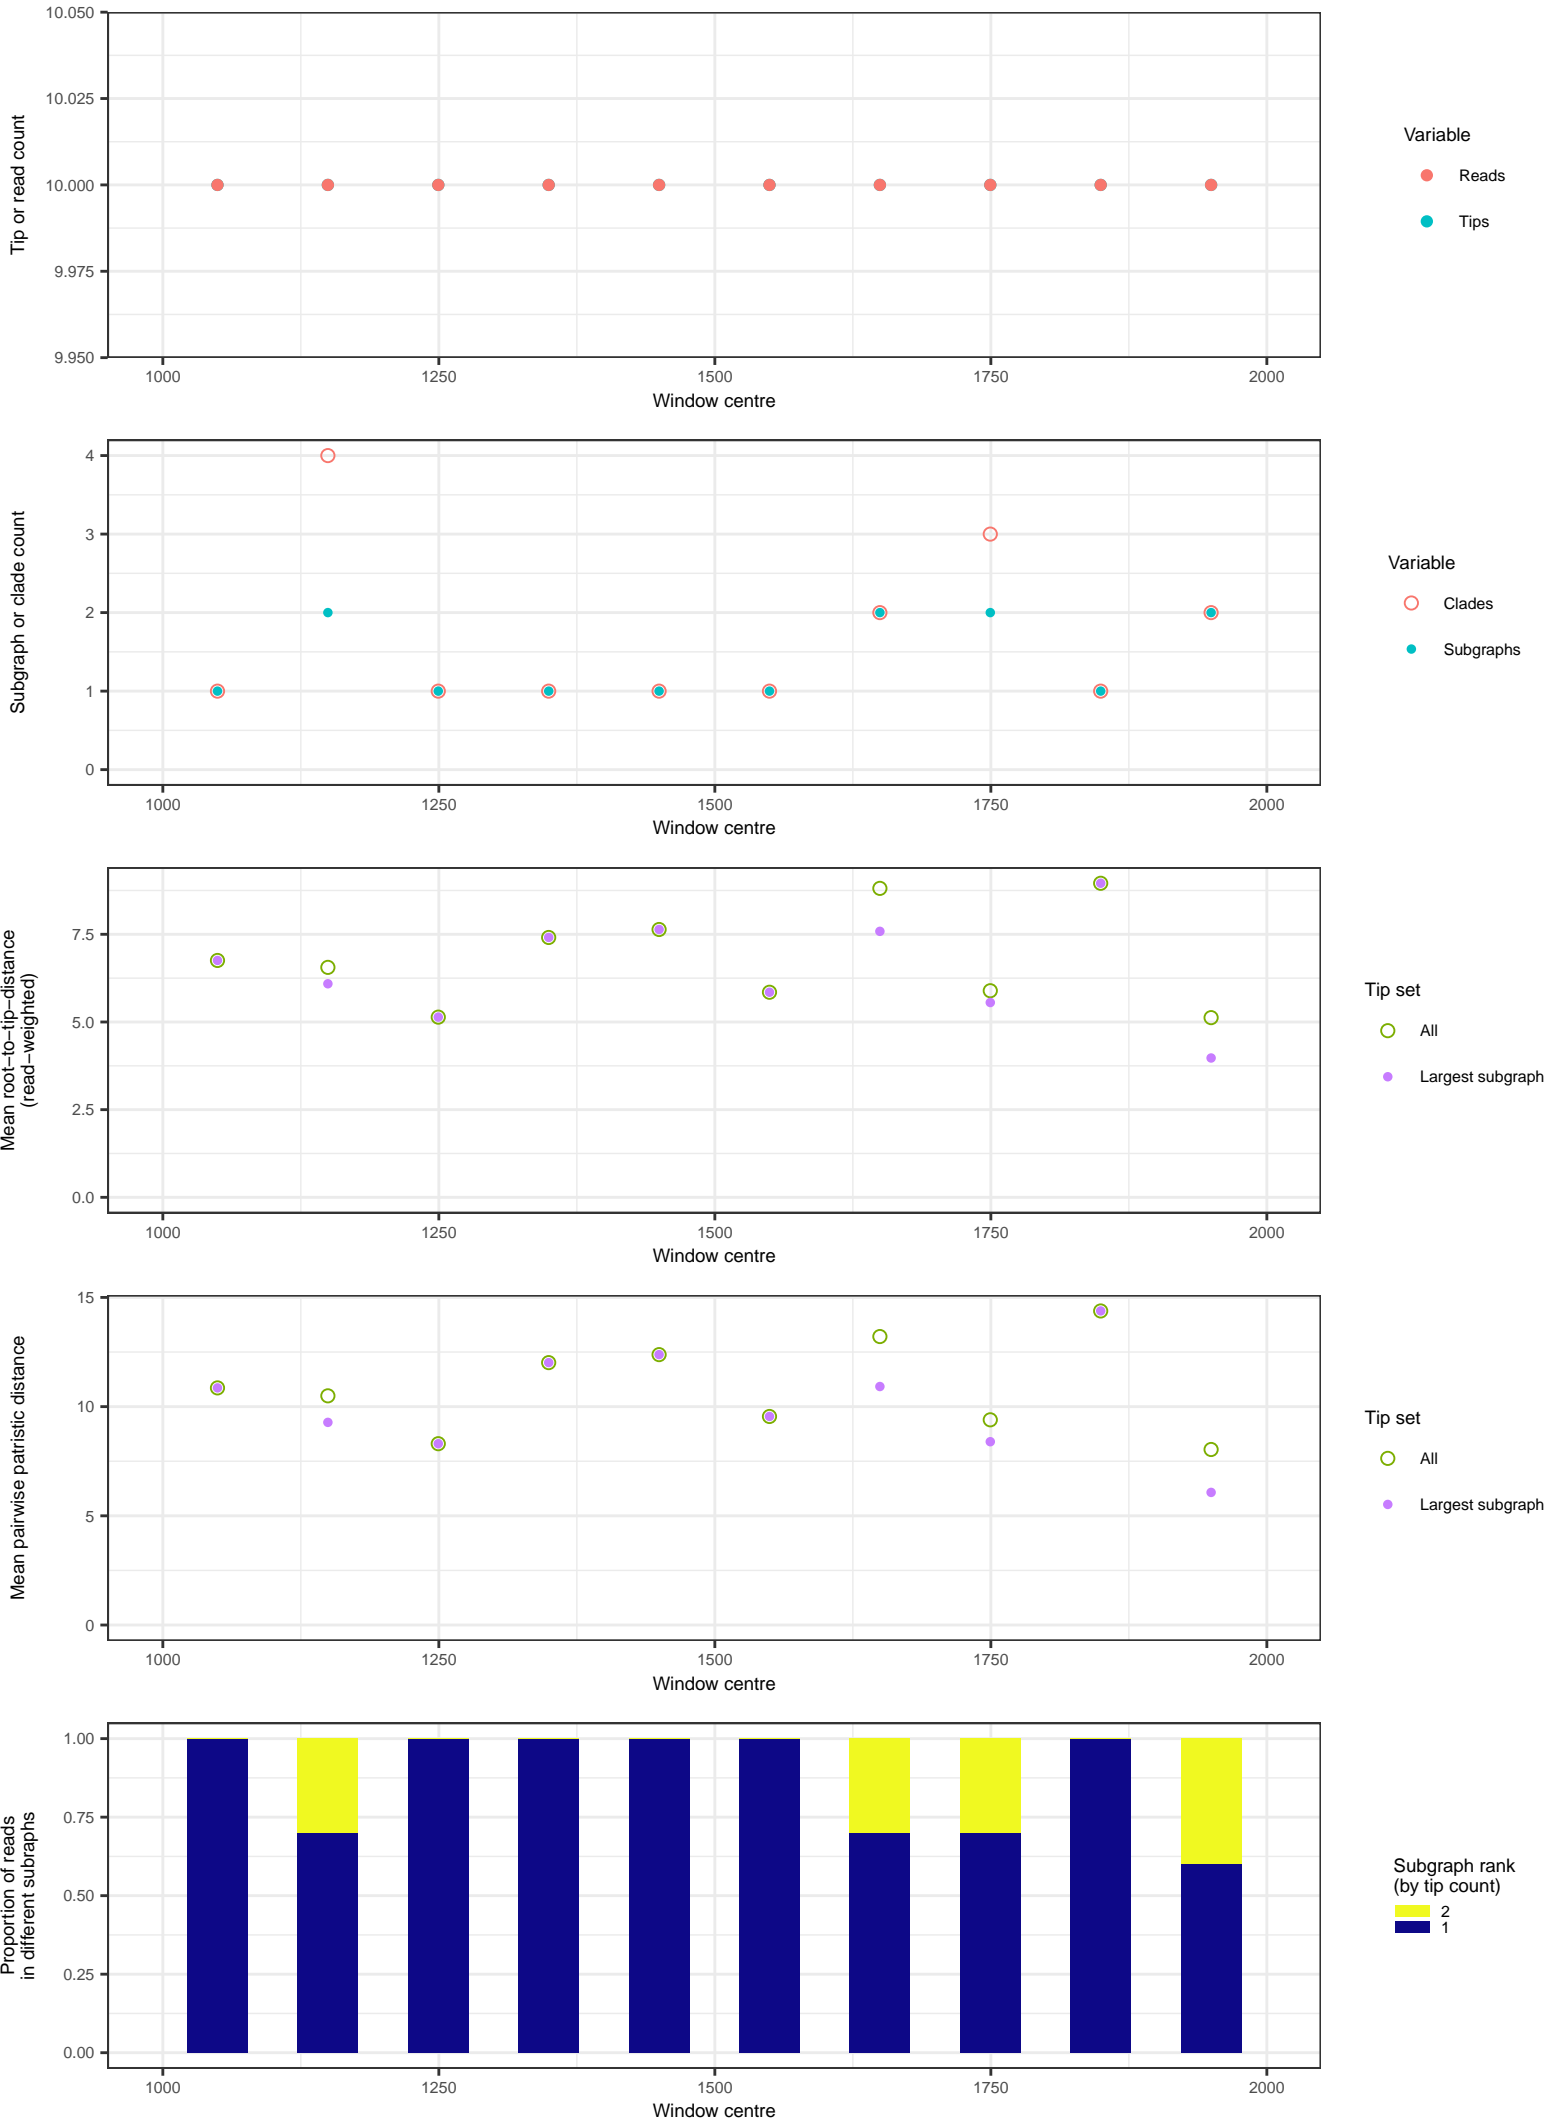 10.050
10.025
10.000
9.975
9.950
Tip or read count
1000 1250 1500 1750 2000
Window centre
Variable
Reads
Tips
4
3
2
1
0
Subgraph or clade count
1000 1250 1500 1750 2000
Window centre
Variable
Clades
Subgraphs
7.5
5.0
2.5
0.0
Mean root−to−tip−distance
(read−weighted)
1000 1250 1500 1750 2000
Window centre
Tip set
All
Largest subgraph
15
10
5
0
Mean pairwise patristic distance
1000 1250 1500 1750 2000
Window centre
Tip set
All
Largest subgraph
1.00
0.75
0.50
0.25
0.00
Proportion of reads
in different subraphs
1000 1250 1500 1750 2000
Window centre
Subgraph rank
(by tip count)
2
1